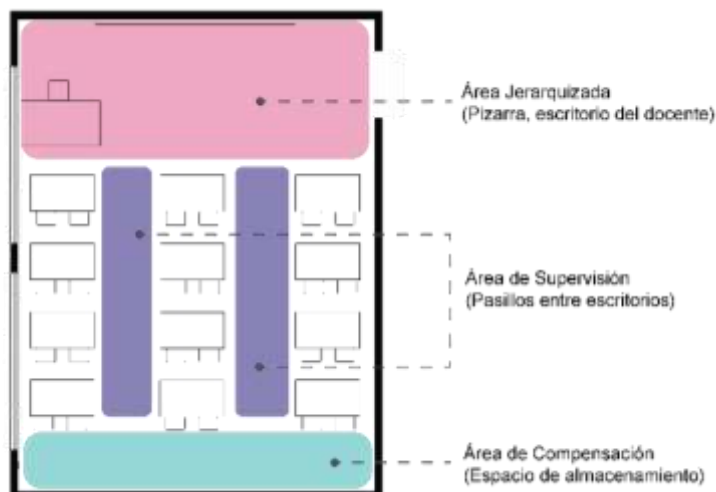 Área Jerarquizada
(Pizarra, escritorio del docente)
Área de Supervisión
(Pasillos entre escritorios)
Área de Compensación
(Espacio de almacenamiento)